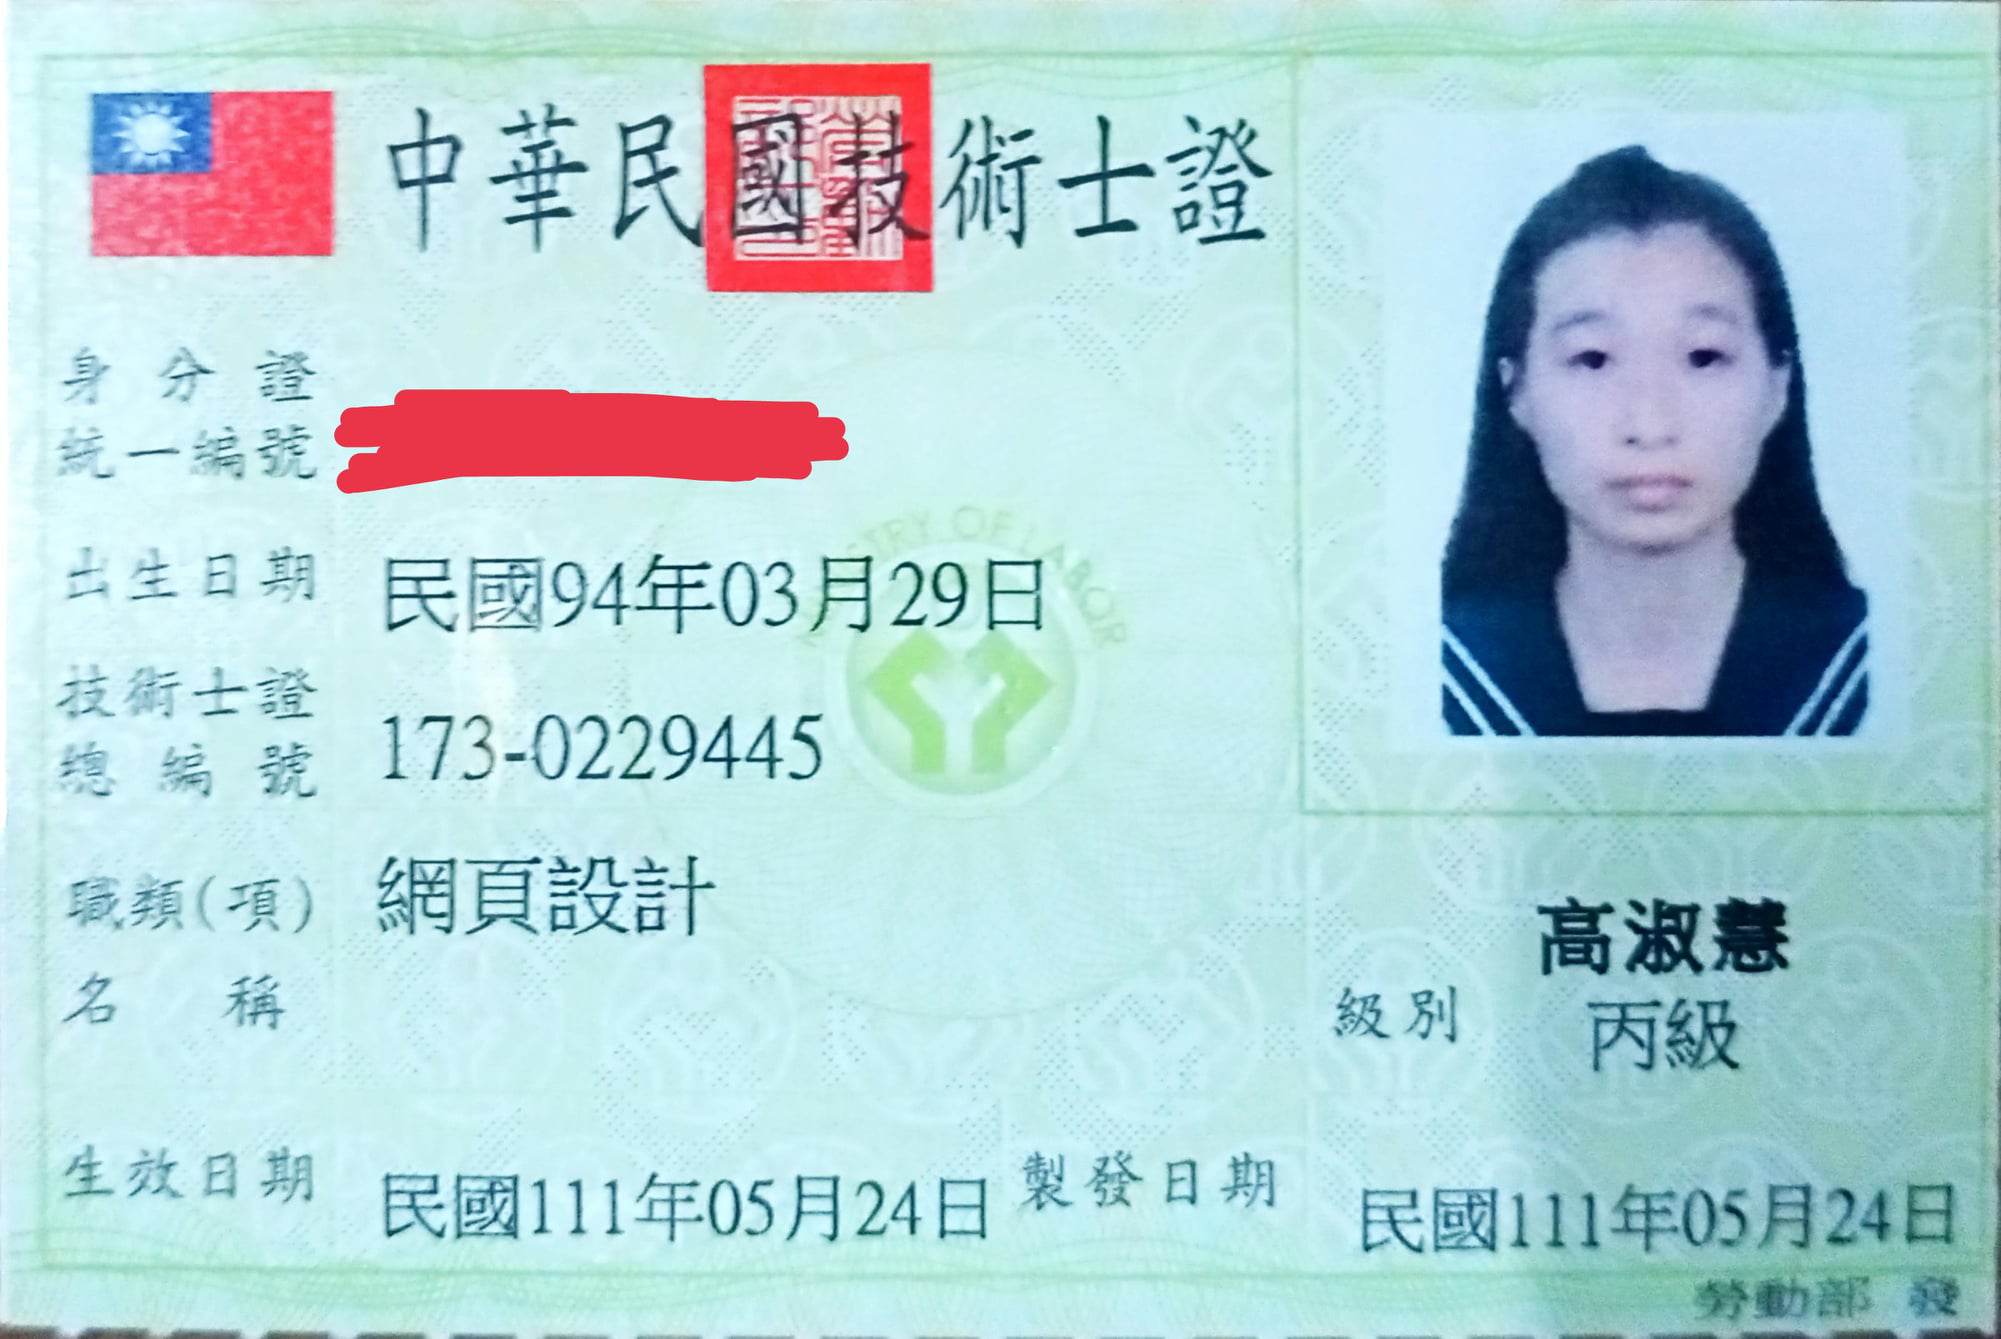 中華民國技術士證
身分證
統一編號
出生日期 民國94年03月29日
MINISTRY OF LABOR
技術士證
總編號 173-0229445
職類(項) 網頁設計
名稱
高淑慧
級別 丙級
生效日期 民國111年05月24日 製發日期 民國111年05月24日
勞動部 發